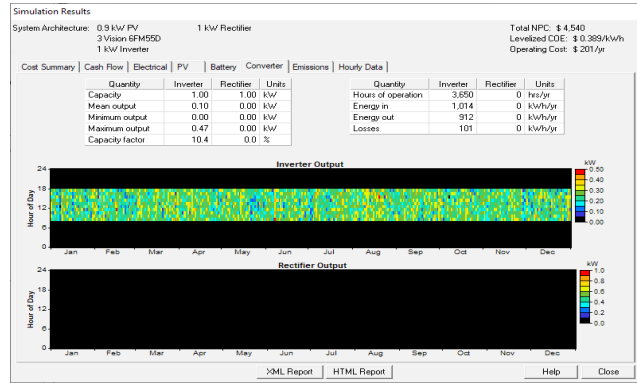 Simulation Results
System Architecture: 0.9 kW PV 1 kW Rectifier Total NPC: $ 4,540
3 Vision 6FM55D Levelized COE: $ 0.389/kWh
1 kW Inverter Operating Cost: $ 201/yr
Cost Summary Cash Flow Electrical PV Battery Converter Emissions Hourly Data
Quantity Inverter Rectifier Units Quantity Inverter Rectifier Units
Capacity 1.00 1.00 kW Hours of operation 3,650 0 hrs/yr
Mean output 0.10 0.00 kW Energy in 1,014 0 kWh/yr
Minimum output 0.00 0.00 kW Energy out 912 0 kWh/yr
Maximum output 0.47 0.00 kW Losses 101 0 kWh/yr
Capacity factor 10.4 0.0 %
Inverter Output
kW
24
18
12
6
0
Hour of Day
Jan Feb Mar Apr May Jun Jul Aug Sep Oct Nov Dec
0.50
0.40
0.30
0.20
0.10
0.00
Rectifier Output
kW
24
18
12
6
0
Hour of Day
Jan Feb Mar Apr May Jun Jul Aug Sep Oct Nov Dec
1.0
0.8
0.6
0.4
0.2
0.0
XML Report HTML Report Help Close